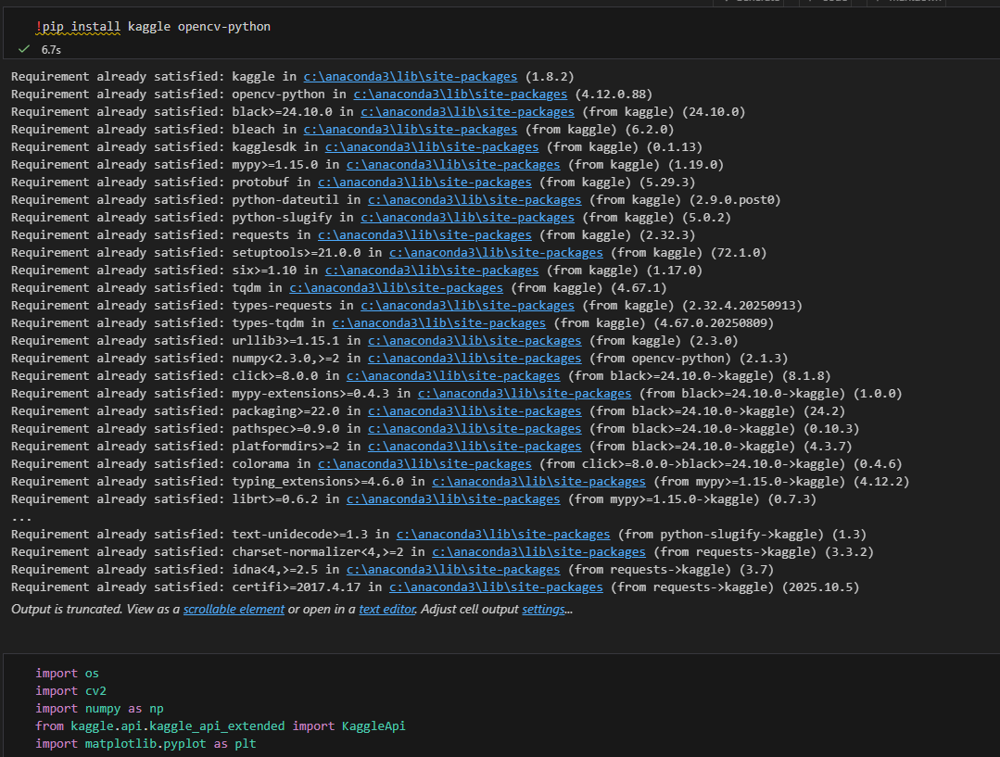 !pip install kaggle opencv-python
6.7s
Requirement already satisfied: kaggle in c:\anaconda3\lib\site-packages (1.8.2)
Requirement already satisfied: opencv-python in c:\anaconda3\lib\site-packages (4.12.0.88)
Requirement already satisfied: black>=24.10.0 in c:\anaconda3\lib\site-packages (from kaggle) (24.10.0)
Requirement already satisfied: bleach in c:\anaconda3\lib\site-packages (from kaggle) (6.2.0)
Requirement already satisfied: kagglesdk in c:\anaconda3\lib\site-packages (from kaggle) (0.1.13)
Requirement already satisfied: mypy>=1.15.0 in c:\anaconda3\lib\site-packages (from kaggle) (1.19.0)
Requirement already satisfied: protobuf in c:\anaconda3\lib\site-packages (from kaggle) (5.29.3)
Requirement already satisfied: python-dateutil in c:\anaconda3\lib\site-packages (from kaggle) (2.9.0.post0)
Requirement already satisfied: python-slugify in c:\anaconda3\lib\site-packages (from kaggle) (5.0.2)
Requirement already satisfied: requests in c:\anaconda3\lib\site-packages (from kaggle) (2.32.3)
Requirement already satisfied: setuptools>=21.0.0 in c:\anaconda3\lib\site-packages (from kaggle) (72.1.0)
Requirement already satisfied: six>=1.10 in c:\anaconda3\lib\site-packages (from kaggle) (1.17.0)
Requirement already satisfied: tqdm in c:\anaconda3\lib\site-packages (from kaggle) (4.67.1)
Requirement already satisfied: types-requests in c:\anaconda3\lib\site-packages (from kaggle) (2.32.4.20250913)
Requirement already satisfied: types-tqdm in c:\anaconda3\lib\site-packages (from kaggle) (4.67.0.20250809)
Requirement already satisfied: urllib3>=1.15.1 in c:\anaconda3\lib\site-packages (from kaggle) (2.3.0)
Requirement already satisfied: numpy<2.3.0,>=2 in c:\anaconda3\lib\site-packages (from opencv-python) (2.1.3)
Requirement already satisfied: click>=8.0.0 in c:\anaconda3\lib\site-packages (from black>=24.10.0->kaggle) (8.1.8)
Requirement already satisfied: mypy-extensions>=0.4.3 in c:\anaconda3\lib\site-packages (from black>=24.10.0->kaggle) (1.0.0)
Requirement already satisfied: packaging>=22.0 in c:\anaconda3\lib\site-packages (from black>=24.10.0->kaggle) (24.2)
Requirement already satisfied: pathspec>=0.9.0 in c:\anaconda3\lib\site-packages (from black>=24.10.0->kaggle) (0.10.3)
Requirement already satisfied: platformdirs>=2 in c:\anaconda3\lib\site-packages (from black>=24.10.0->kaggle) (4.3.7)
Requirement already satisfied: colorama in c:\anaconda3\lib\site-packages (from click>=8.0.0->black>=24.10.0->kaggle) (0.4.6)
Requirement already satisfied: typing_extensions>=4.6.0 in c:\anaconda3\lib\site-packages (from mypy>=1.15.0->kaggle) (4.12.2)
Requirement already satisfied: librt>=0.6.2 in c:\anaconda3\lib\site-packages (from mypy>=1.15.0->kaggle) (0.7.3)
...
Requirement already satisfied: text-unidecode>=1.3 in c:\anaconda3\lib\site-packages (from python-slugify->kaggle) (1.3)
Requirement already satisfied: charset-normalizer<4,>=2 in c:\anaconda3\lib\site-packages (from requests->kaggle) (3.3.2)
Requirement already satisfied: idna<4,>=2.5 in c:\anaconda3\lib\site-packages (from requests->kaggle) (3.7)
Requirement already satisfied: certifi>=2017.4.17 in c:\anaconda3\lib\site-packages (from requests->kaggle) (2025.10.5)
Output is truncated. View as a scrollable element or open in a text editor. Adjust cell output settings...
import os
import cv2
import numpy as np
from kaggle.api.kaggle_api_extended import KaggleApi
import matplotlib.pyplot as plt